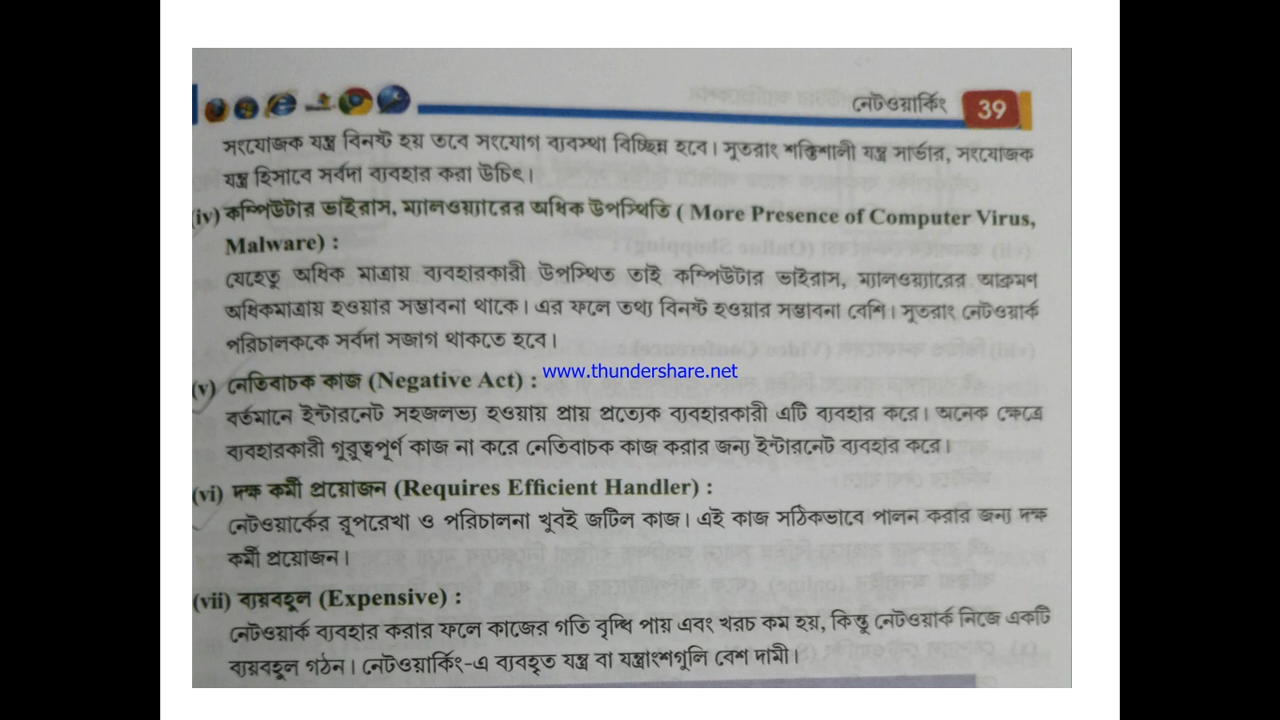 নেটওয়ার্কিং 39
সংযোজক যন্ত্র বিনষ্ট হয় তবে সংযোগ ব্যবস্থা বিচ্ছিন্ন হবে। সুতরাং শক্তিশালী যন্ত্র সার্ভার, সংযোজক
যন্ত্র হিসাবে সর্বদা ব্যবহার করা উচিৎ।
(iv) কম্পিউটার ভাইরাস, ম্যালওয়্যারের অধিক উপস্থিতি ( More Presence of Computer Virus,
Malware) :
যেহেতু অধিক মাত্রায় ব্যবহারকারী উপস্থিত তাই কম্পিউটার ভাইরাস, ম্যালওয়্যারের আক্রমণ
অধিকমাত্রায় হওয়ার সম্ভাবনা থাকে। এর ফলে তথ্য বিনষ্ট হওয়ার সম্ভাবনা বেশি। সুতরাং নেটওয়ার্ক
পরিচালককে সর্বদা সজাগ থাকতে হবে।
www.thundershare.net
(v) নেতিবাচক কাজ (Negative Act) :
বর্তমানে ইন্টারনেট সহজলভ্য হওয়ায় প্রায় প্রত্যেক ব্যবহারকারী এটি ব্যবহার করে। অনেক ক্ষেত্রে
ব্যবহারকারী গুরুত্বপূর্ণ কাজ না করে নেতিবাচক কাজ করার জন্য ইন্টারনেট ব্যবহার করে।
(vi) দক্ষ কর্মী প্রয়োজন (Requires Efficient Handler) :
নেটওয়ার্কের রূপরেখা ও পরিচালনা খুবই জটিল কাজ। এই কাজ সঠিকভাবে পালন করার জন্য দক্ষ
কর্মী প্রয়োজন।
(vii) ব্যয়বহুল (Expensive) :
নেটওয়ার্ক ব্যবহার করার ফলে কাজের গতি বৃদ্ধি পায় এবং খরচ কম হয়, কিন্তু নেটওয়ার্ক নিজে একটি
ব্যয়বহুল গঠন। নেটওয়ার্কিং-এ ব্যবহৃত যন্ত্র বা যন্ত্রাংশগুলি বেশ দামী।